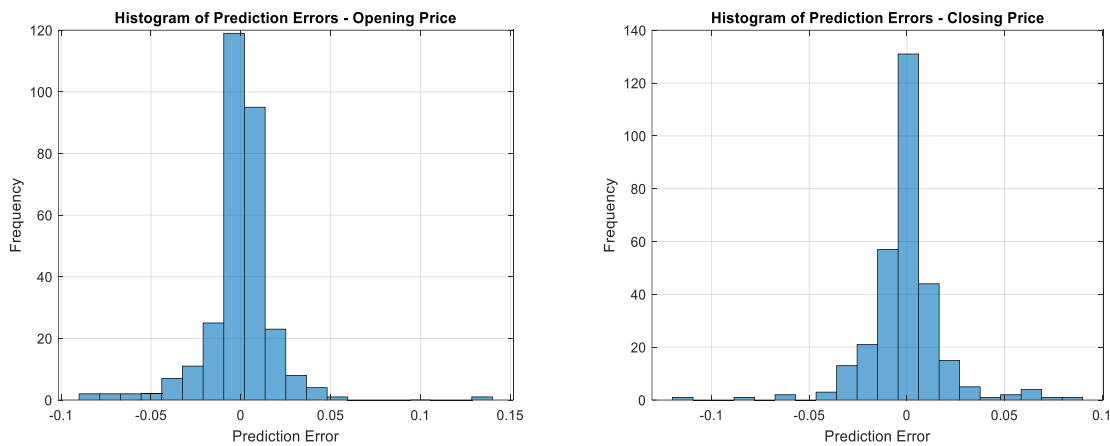 Histogram of Prediction Errors - Opening Price
120
100
80
60
40
20
0
-0.1 -0.05 0 0.05 0.1 0.15
Frequency
Prediction Error
Histogram of Prediction Errors - Closing Price
140
120
100
80
60
40
20
0
-0.1 -0.05 0 0.05 0.1
Frequency
Prediction Error